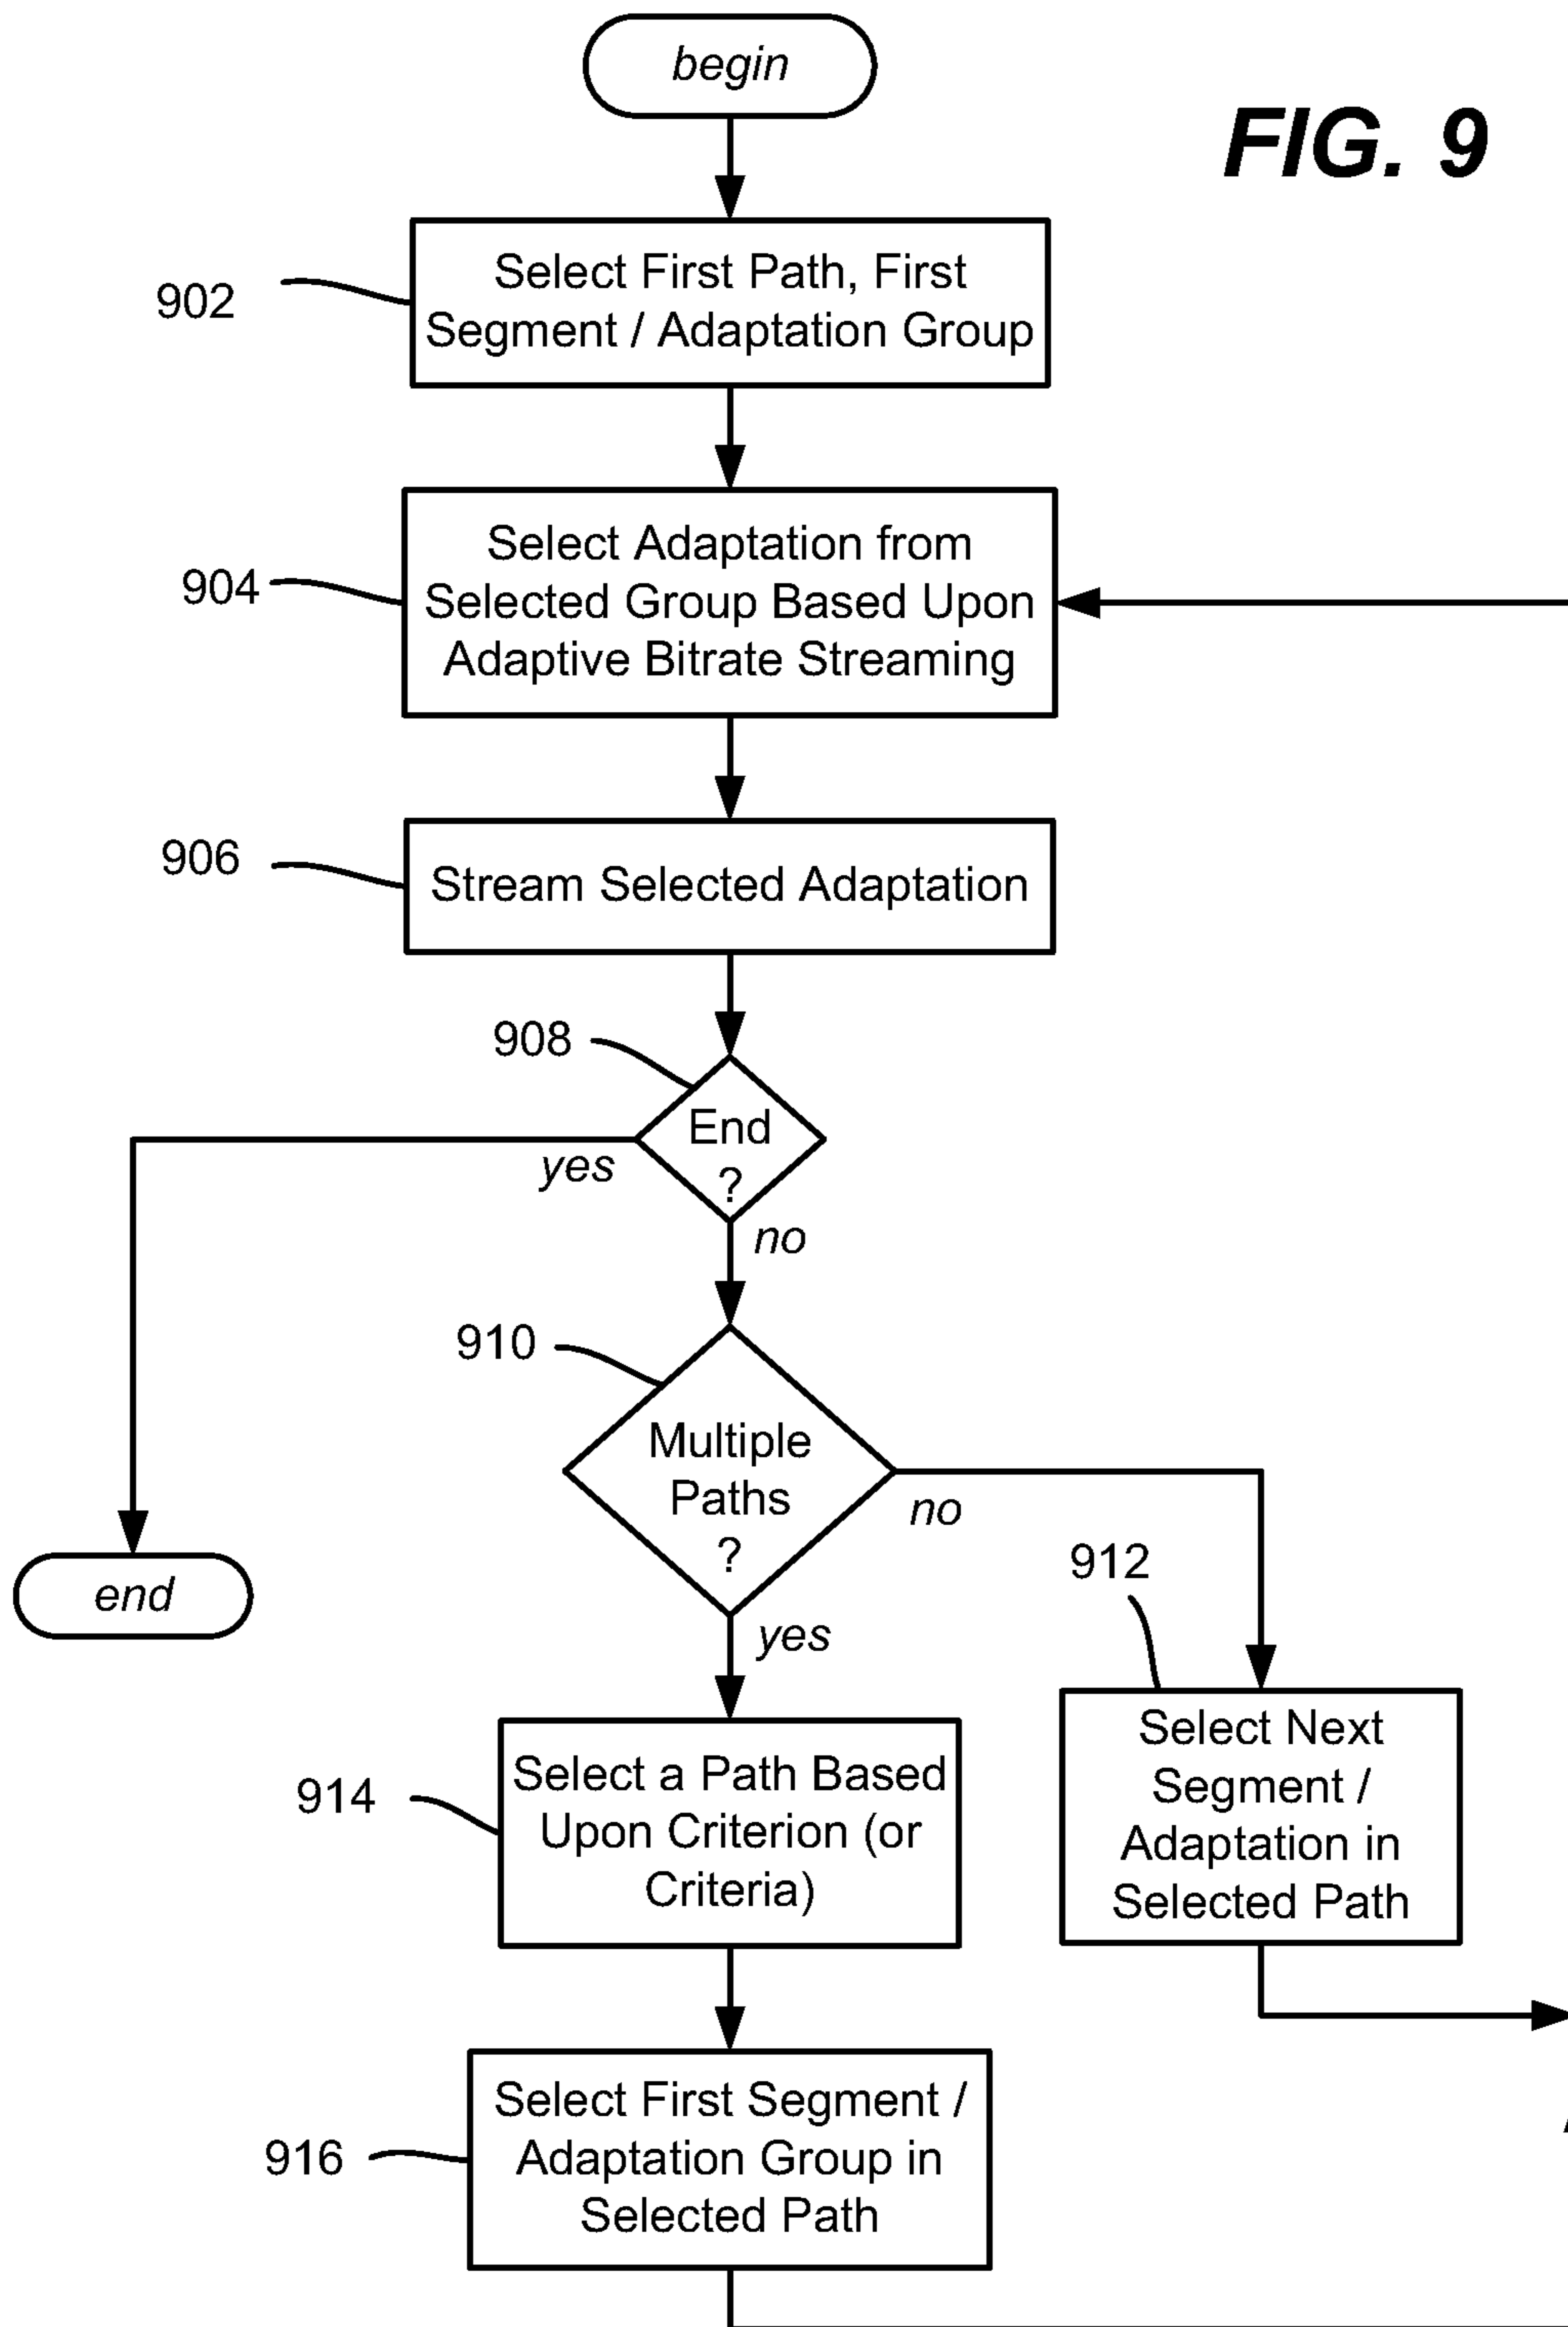 begin
FIG. 9
902
Select First Path, First
Segment / Adaptation Group
904
Select Adaptation from
Selected Group Based Upon
Adaptive Bitrate Streaming
906
Stream Selected Adaptation
908
End
?
yes
no
910
Multiple
Paths
?
no
yes
end
912
Select Next
Segment /
Adaptation in
Selected Path
914
Select a Path Based
Upon Criterion (or
Criteria)
916
Select First Segment /
Adaptation Group in
Selected Path